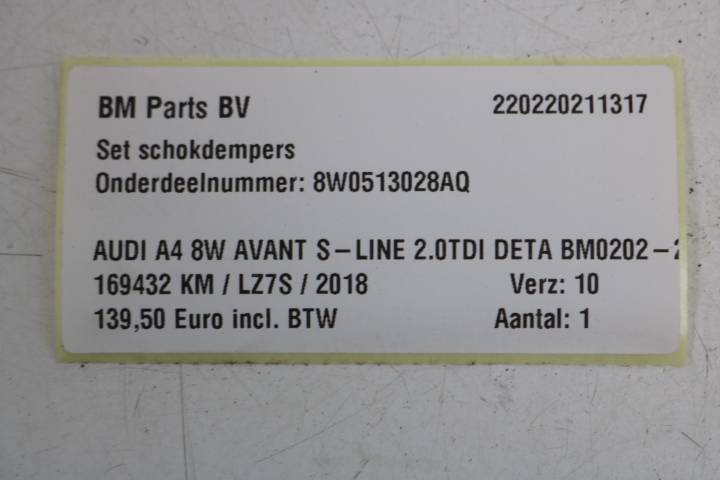 BM Parts BV 220220211317
Set schokdempers
Onderdeelnummer: 8W0513028AQ
AUDI A4 8W AVANT S-LINE 2.0TDI DETA BM0202-2
169432 KM / LZ7S / 2018 Verz: 10
139,50 Euro incl. BTW Aantal: 1